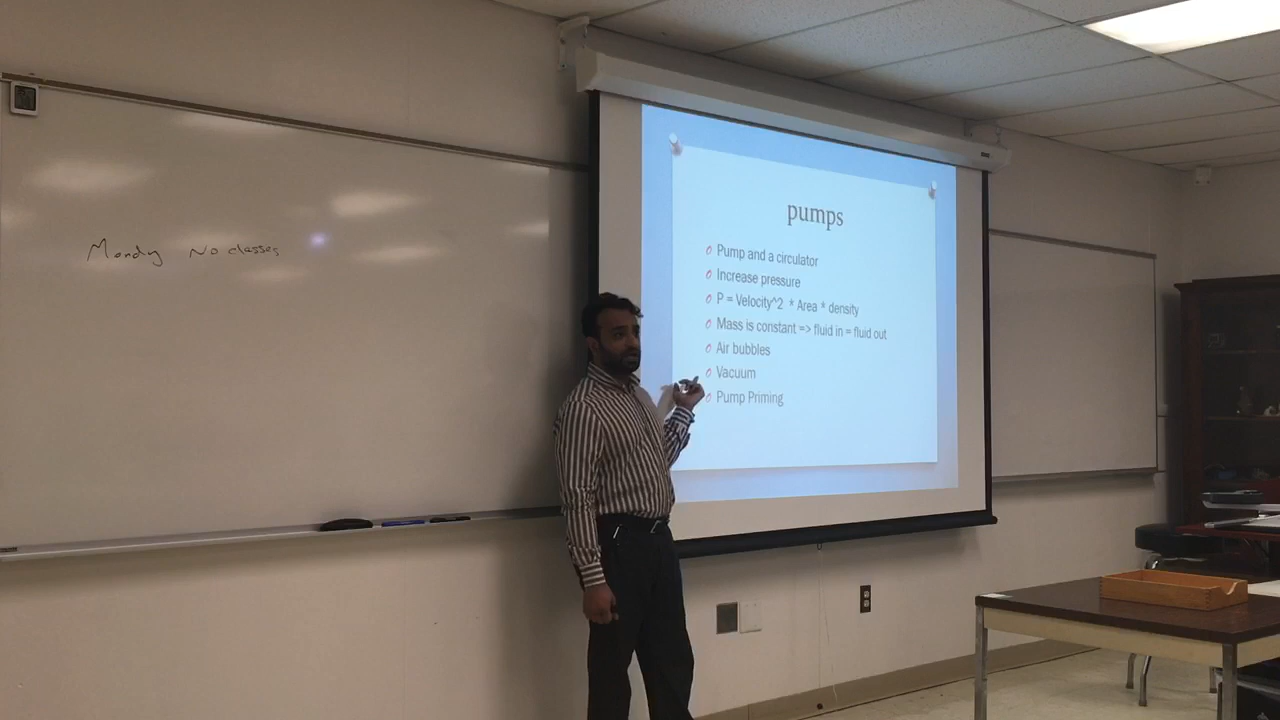 Mondy No classes
pumps
Pump and a circulator
Increase pressure
P = Velocity^2 * Area * density
Mass is constant => fluid in = fluid out
Air bubbles
Vacuum
Pump Priming